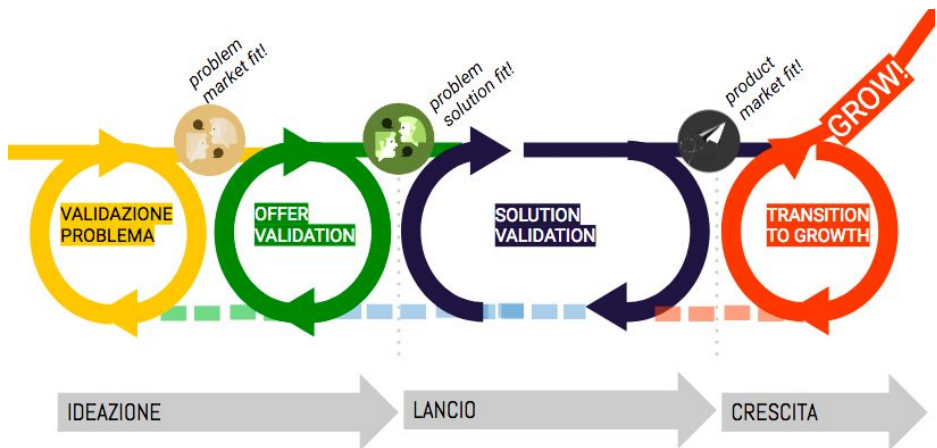 problem
market fit!
problem
solution fit!
product
market fit!
GROW!
VALIDAZIONE
PROBLEMA
OFFER
VALIDATION
SOLUTION
VALIDATION
TRANSITION
TO GROWTH
IDEAZIONE
LANCIO
CRESCITA